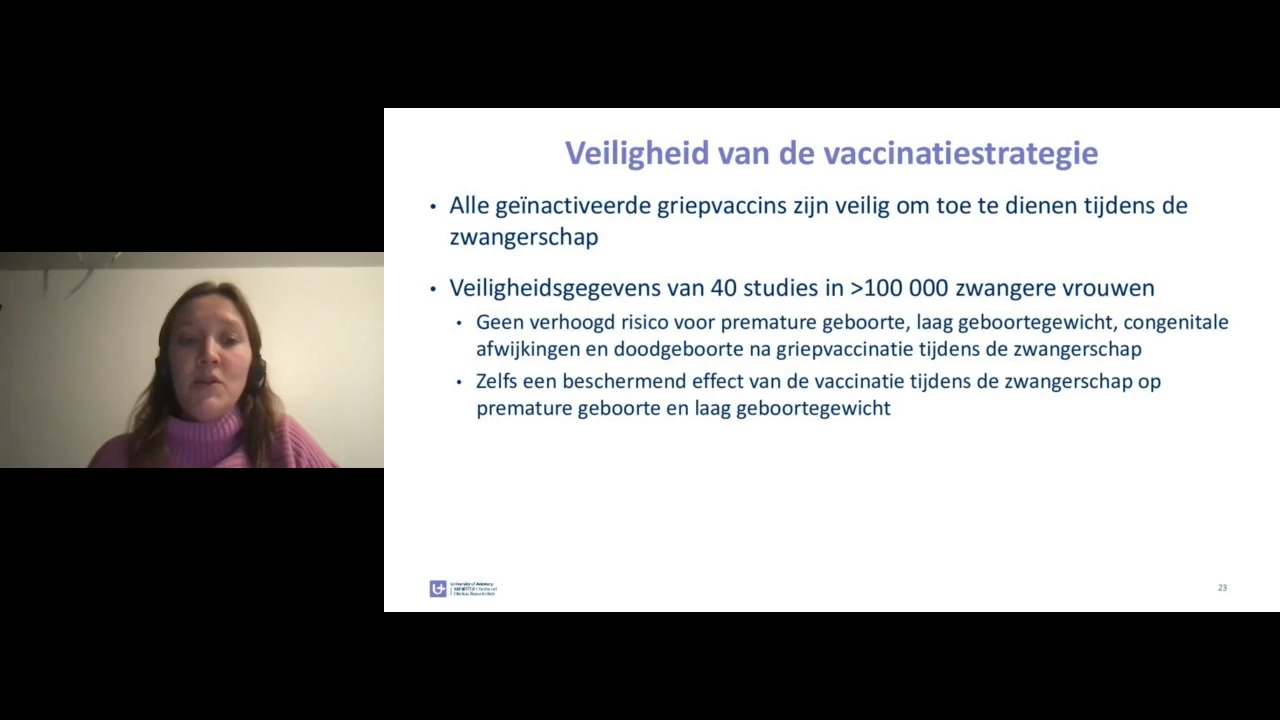 Veiligheid van de vaccinatiestrategie
• Alle geïnactiveerde griepvaccins zijn veilig om toe te dienen tijdens de
zwangerschap
• Veiligheidsgegevens van 40 studies in >100 000 zwangere vrouwen
• Geen verhoogd risico voor premature geboorte, laag geboortegewicht, congenitale
afwijkingen en doodgeboorte na griepvaccinatie tijdens de zwangerschap
• Zelfs een beschermend effect van de vaccinatie tijdens de zwangerschap op
premature geboorte en laag geboortegewicht
University of Antwerp
23